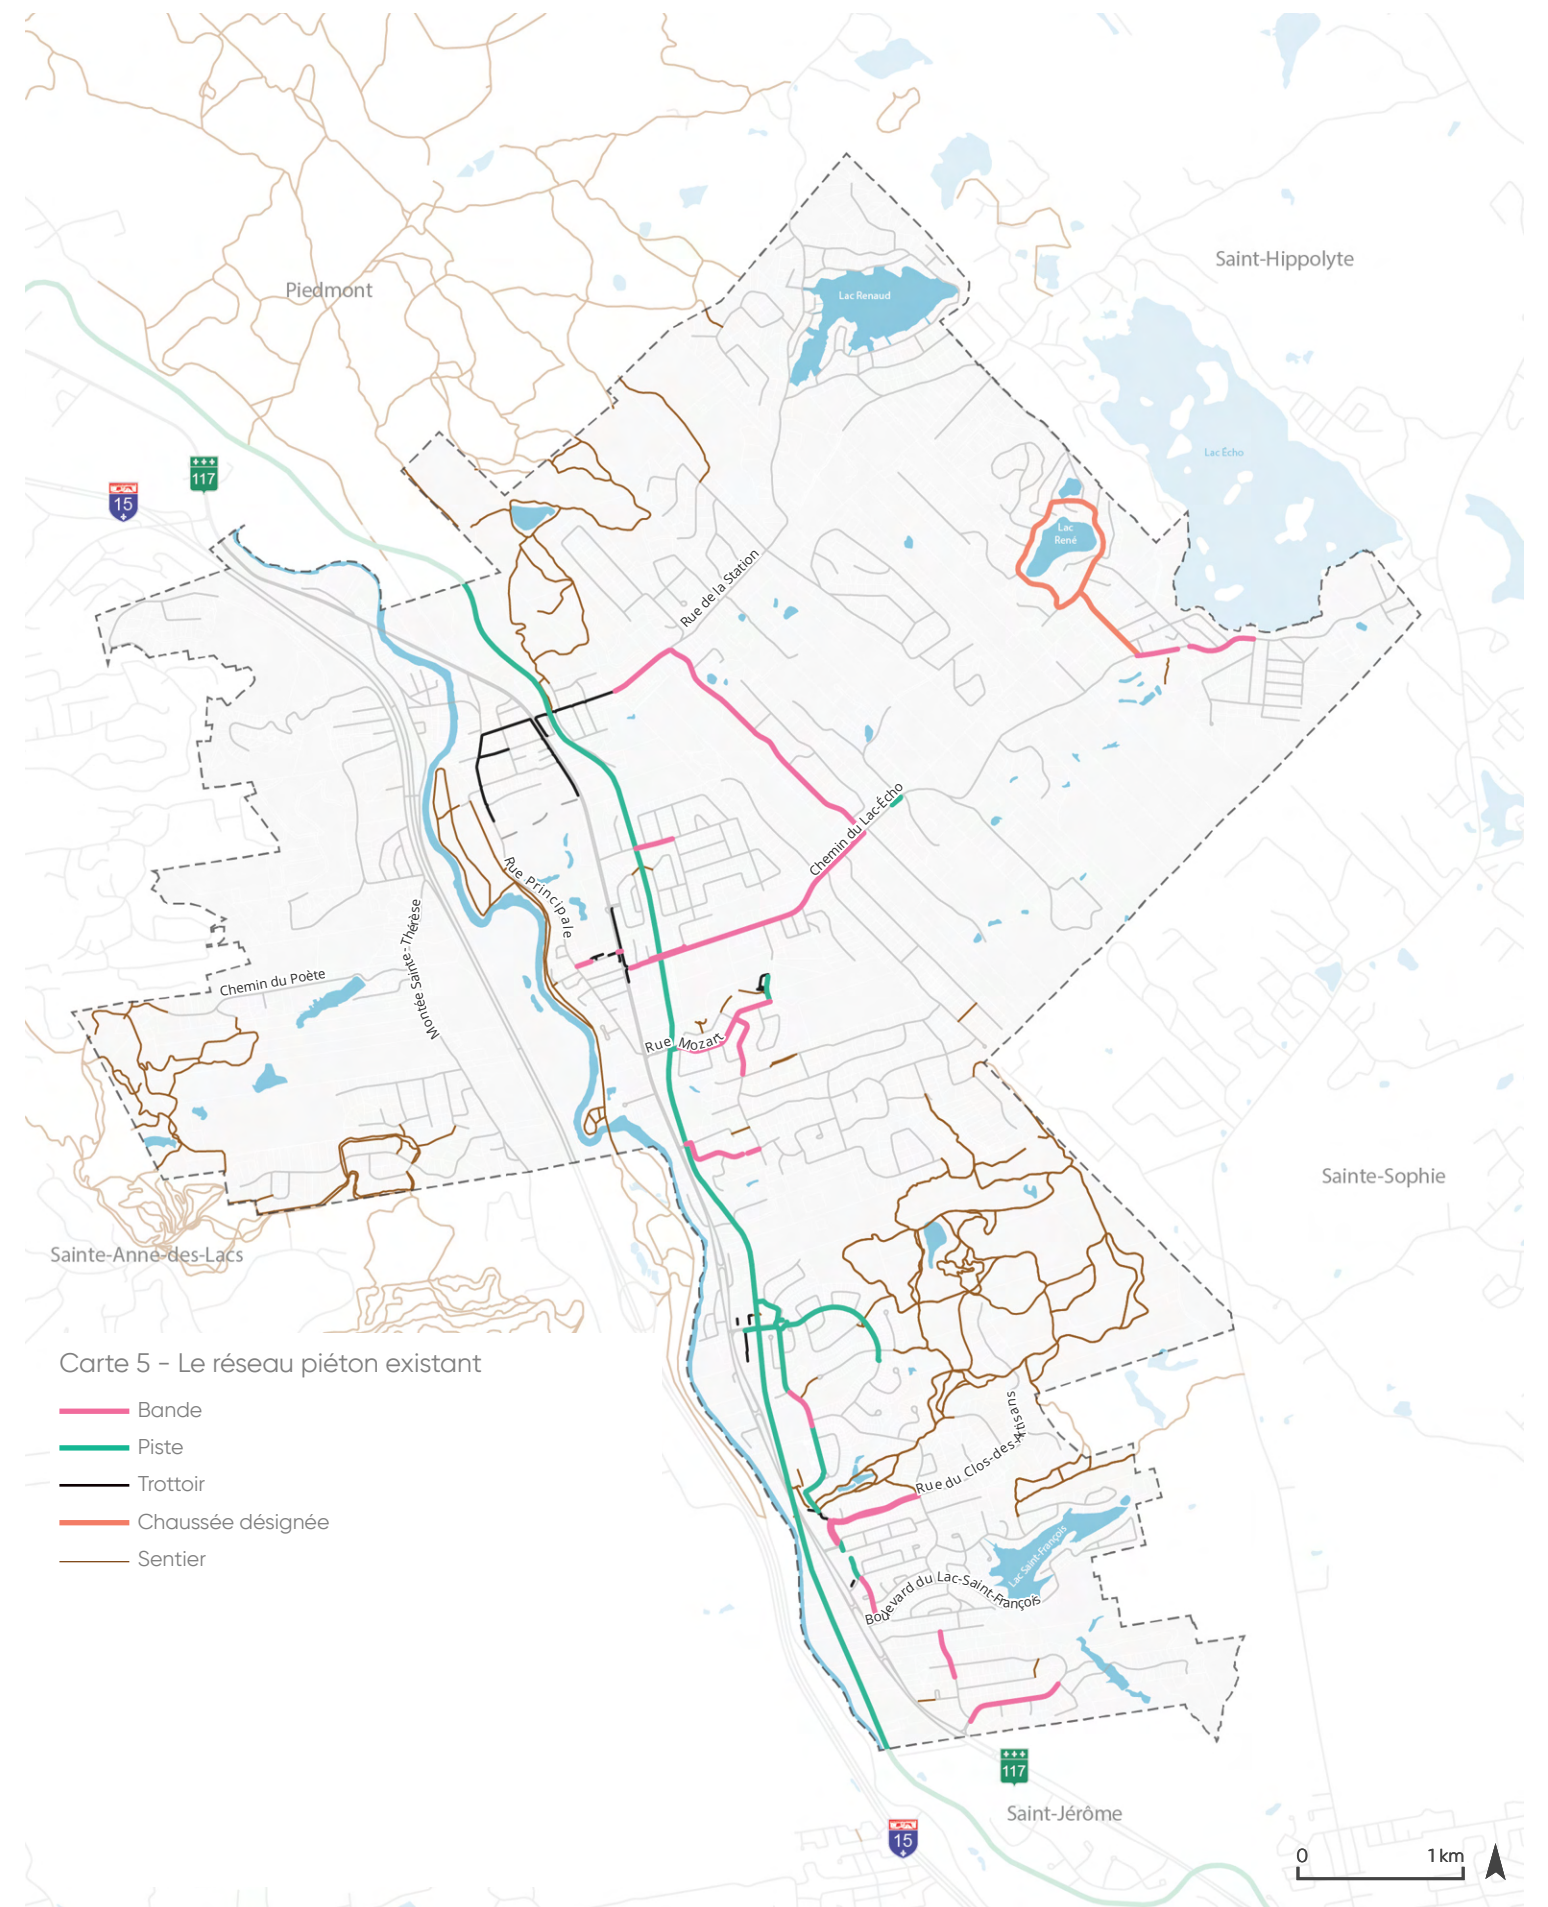 Saint-Hippolyte
Piedmont
Lac Renaud
Lac Écho
117
15
Lac
René
Rue de la Station
Chemin du Lac-Écho
Rue Principale
Montée Sainte-Thérèse
Chemin du Poète
Rue Mozart
Sainte-Sophie
Sainte-Anne-des-Lacs
Carte 5 - Le réseau piéton existant
Bande
Piste
Trottoir
Chaussée désignée
Sentier
Rue du Clos-des-Artisans
Lac Saint-François
Boulevard du Lac-Saint-François
117
Saint-Jérôme
15
0 1 km